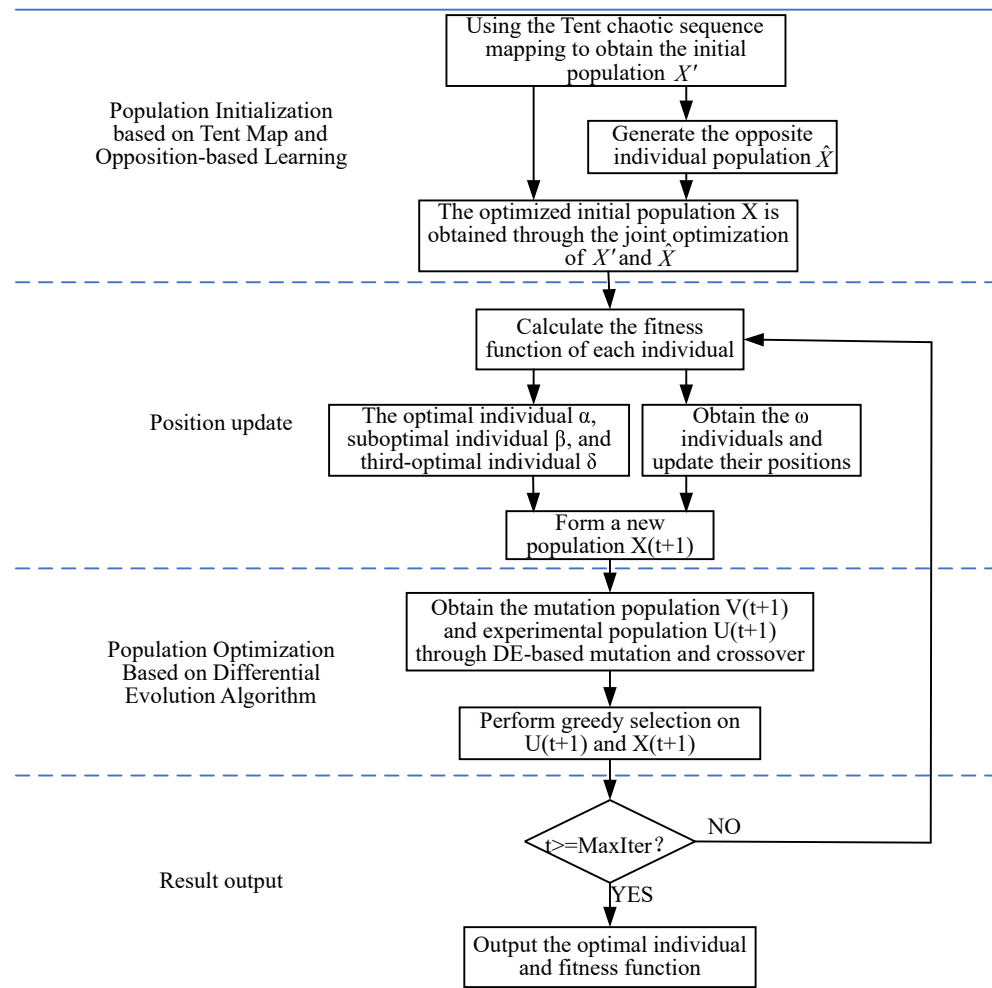 Using the Tent chaotic sequence
mapping to obtain the initial
population X′
Population Initialization
based on Tent Map and
Opposition-based Learning
Generate the opposite
individual population X̂
The optimized initial population X is
obtained through the joint optimization
of X′ and X̂
Calculate the fitness
function of each individual
Position update
The optimal individual α,
suboptimal individual β, and
third-optimal individual δ
Obtain the ω
individuals and
update their positions
Form a new
population X(t+1)
Population Optimization
Based on Differential
Evolution Algorithm
Obtain the mutation population V(t+1)
and experimental population U(t+1)
through DE-based mutation and crossover
Perform greedy selection on
U(t+1) and X(t+1)
t>=MaxIter？
NO
YES
Result output
Output the optimal individual
and fitness function